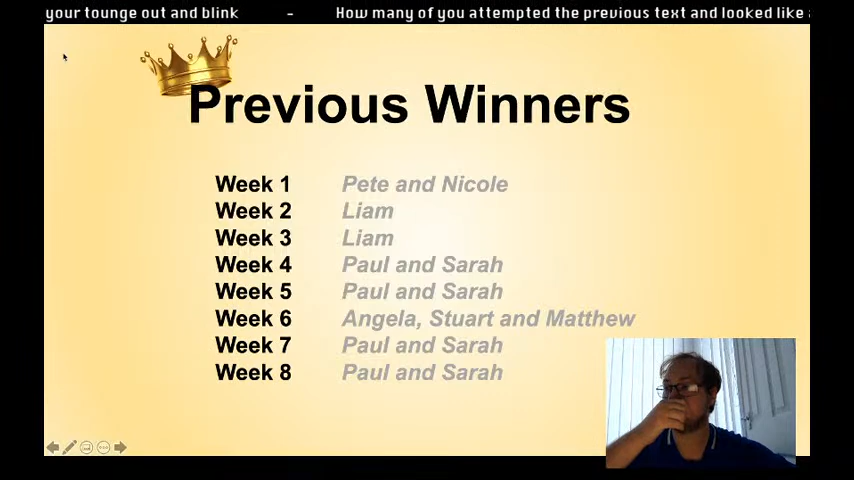 your tounge out and blink - How many of you attempted the previous text and looked like
Previous Winners
Week 1 Pete and Nicole
Week 2 Liam
Week 3 Liam
Week 4 Paul and Sarah
Week 5 Paul and Sarah
Week 6 Angela, Stuart and Matthew
Week 7 Paul and Sarah
Week 8 Paul and Sarah